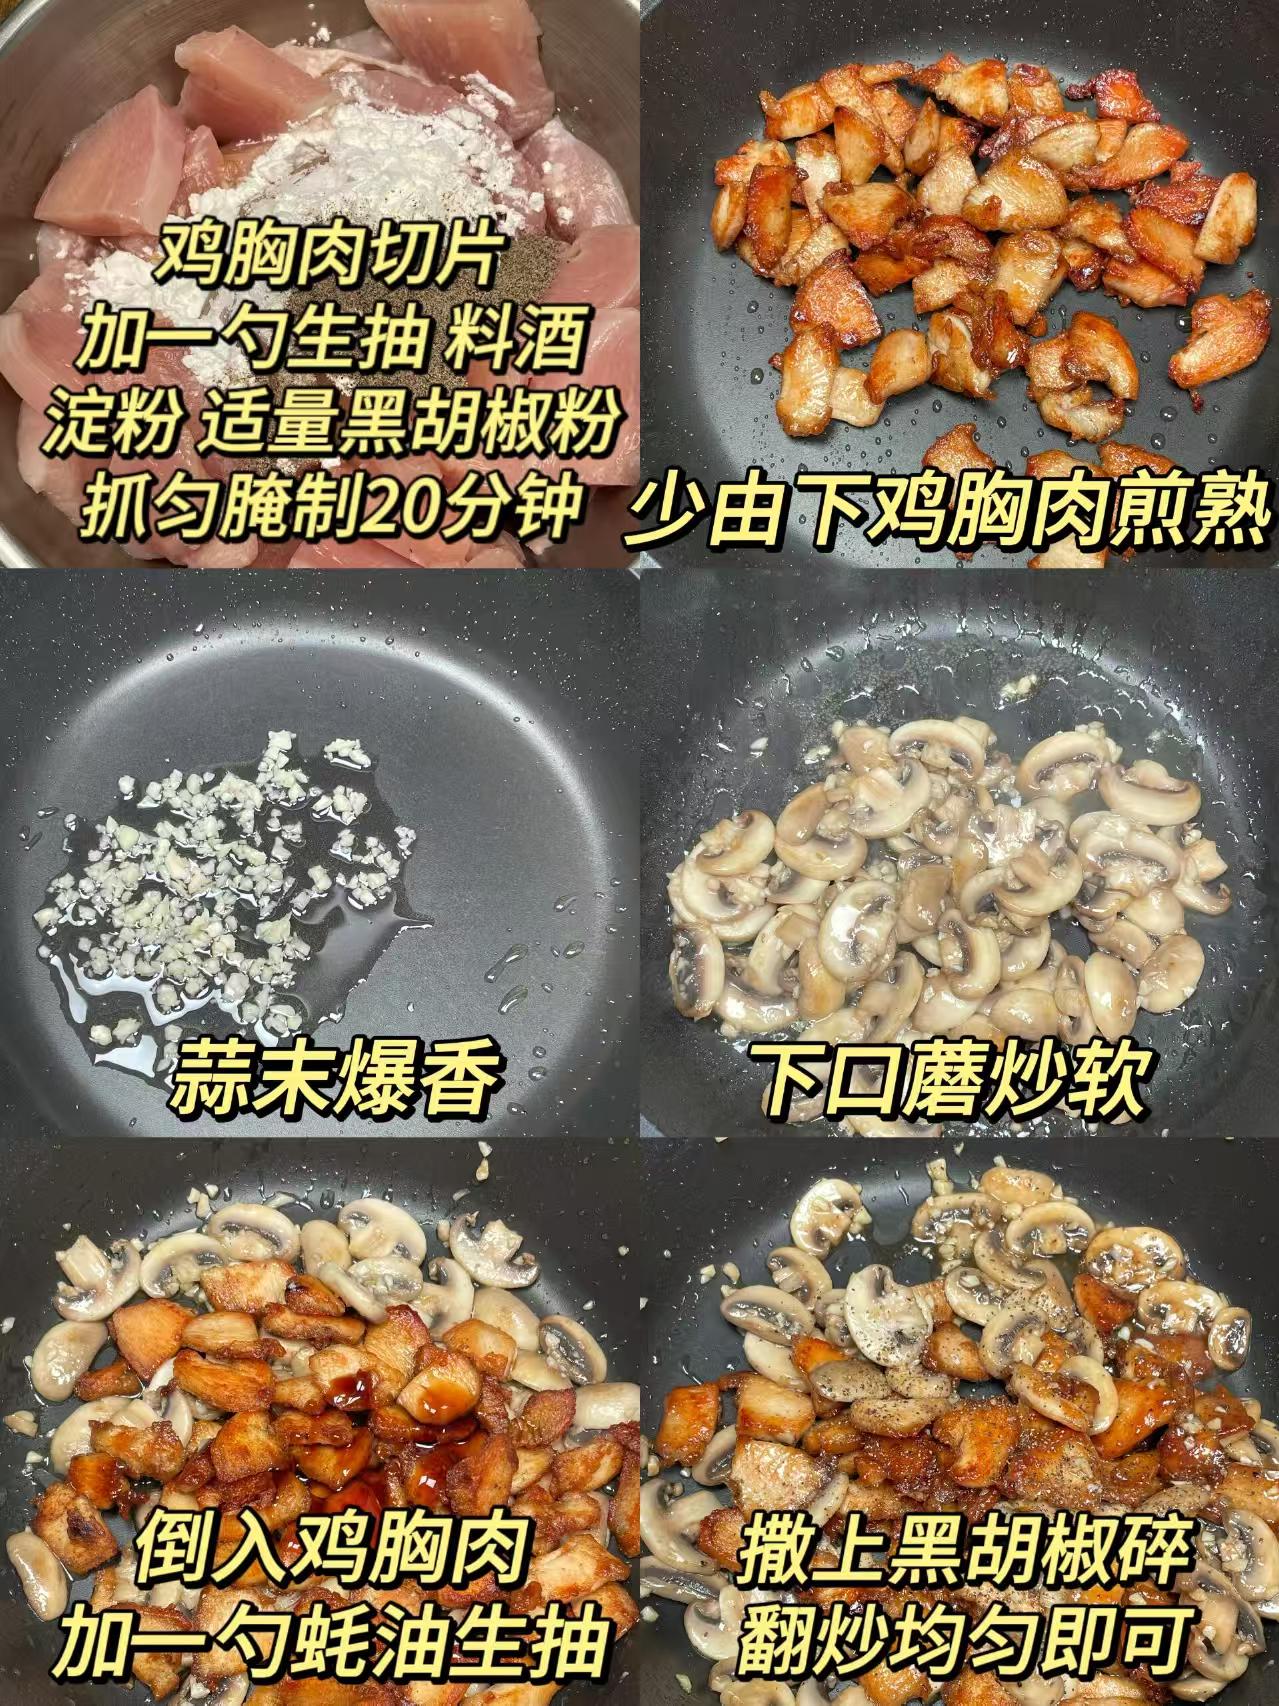 鸡胸肉切片
加一勺生抽 料酒
淀粉 适量黑胡椒粉
抓匀腌制20分钟
少由下鸡胸肉煎熟
蒜末爆香
下口蘑炒软
倒入鸡胸肉
加一勺蚝油生抽
撒上黑胡椒碎
翻炒均匀即可